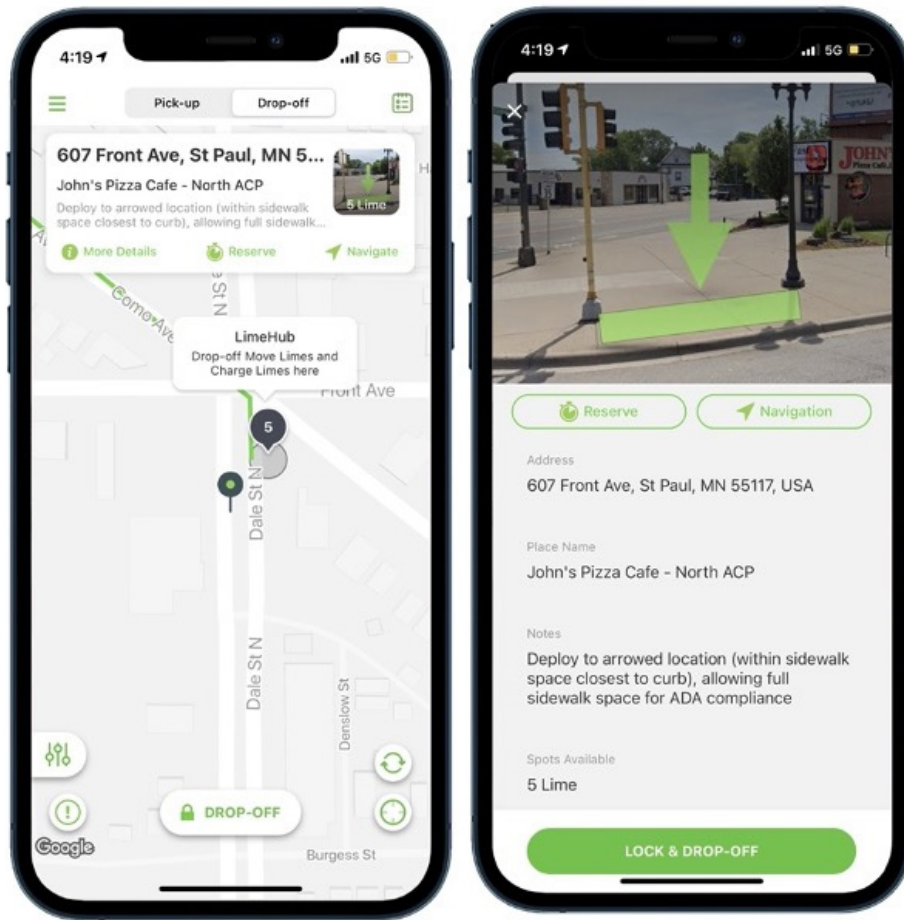 4:19
5G
Pick-up
Drop-off
607 Front Ave, St Paul, MN 5...
John's Pizza Cafe - North ACP
Deploy to arrowed location (within sidewalk
space closest to curb), allowing full sidewalk...
5 Lime
More Details
Reserve
Navigate
Como Ave
e St N
LimeHub
Drop-off Move Limes and
Charge Limes here
Front Ave
5
Dale St N
Dale St N
Denslow St
DROP-OFF
Google
Burgess St
4:19
5G
JOHN'S
Reserve
Navigation
Address
607 Front Ave, St Paul, MN 55117, USA
Place Name
John's Pizza Cafe - North ACP
Notes
Deploy to arrowed location (within sidewalk
space closest to curb), allowing full
sidewalk space for ADA compliance
Spots Available
5 Lime
LOCK & DROP-OFF